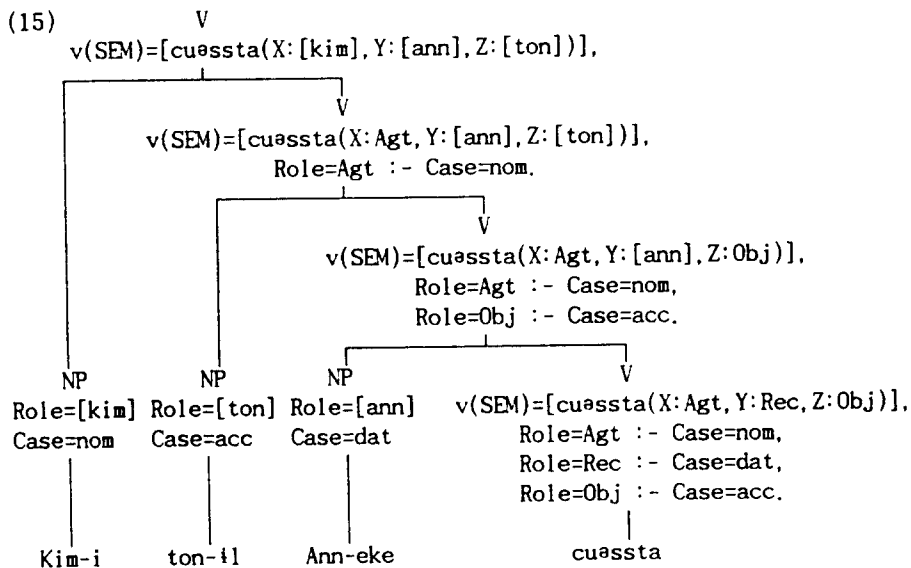 (15) V
v(SEM)=[cuəssta(X:[kim],Y:[ann],Z:[ton])],
V
v(SEM)=[cuəssta(X:Agt,Y:[ann],Z:[ton])],
Role=Agt :- Case=nom.
V
v(SEM)=[cuəssta(X:Agt,Y:[ann],Z:Obj)],
Role=Agt :- Case=nom,
Role=Obj :- Case=acc.
NP NP NP V
Role=[kim] Role=[ton] Role=[ann] v(SEM)=[cuəssta(X:Agt,Y:Rec,Z:Obj)],
Case=nom Case=acc Case=dat Role=Agt :- Case=nom,
Role=Rec :- Case=dat,
Role=Obj :- Case=acc.
Kim-i ton-ɨl Ann-eke cuəssta